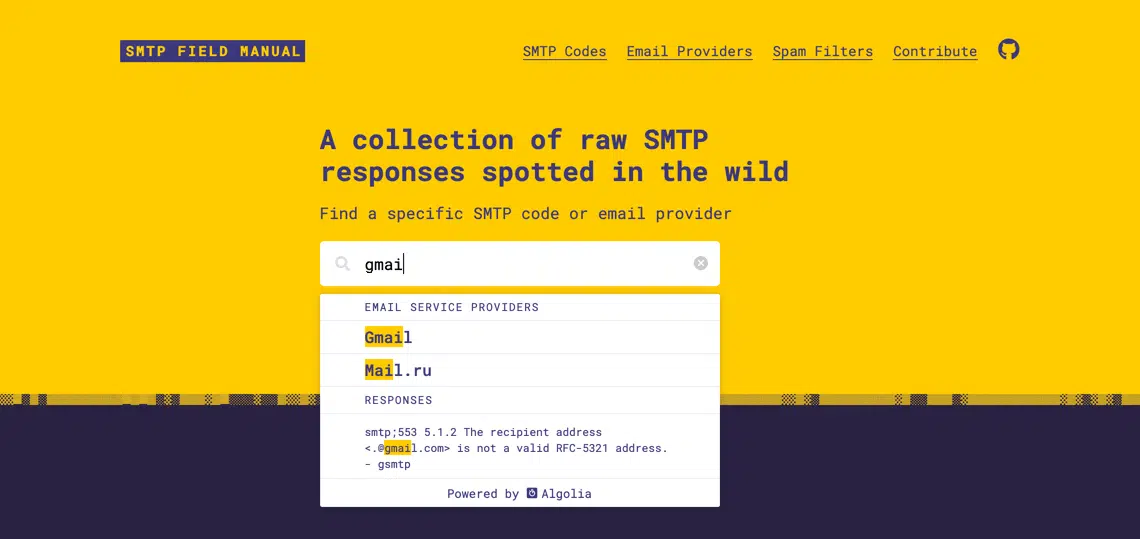 SMTP FIELD MANUAL
SMTP Codes
Email Providers
Spam Filters
Contribute
A collection of raw SMTP
responses spotted in the wild
Find a specific SMTP code or email provider
gmai
EMAIL SERVICE PROVIDERS
Gmail
Mail.ru
RESPONSES
smtp;553 5.1.2 The recipient address
<.@gmail.com> is not a valid RFC-5321 address.
- gsmtp
Powered by Algolia